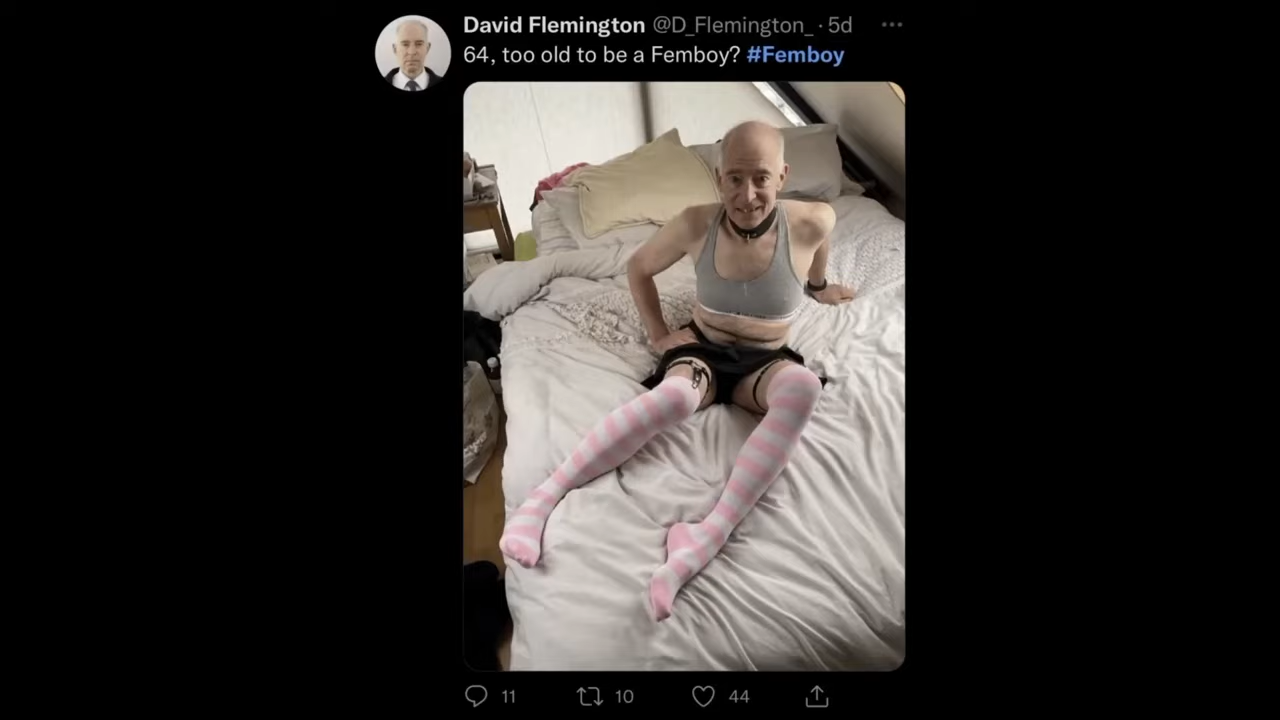 David Flemington @D_Flemington_ · 5d
64, too old to be a Femboy? #Femboy
11 10 44